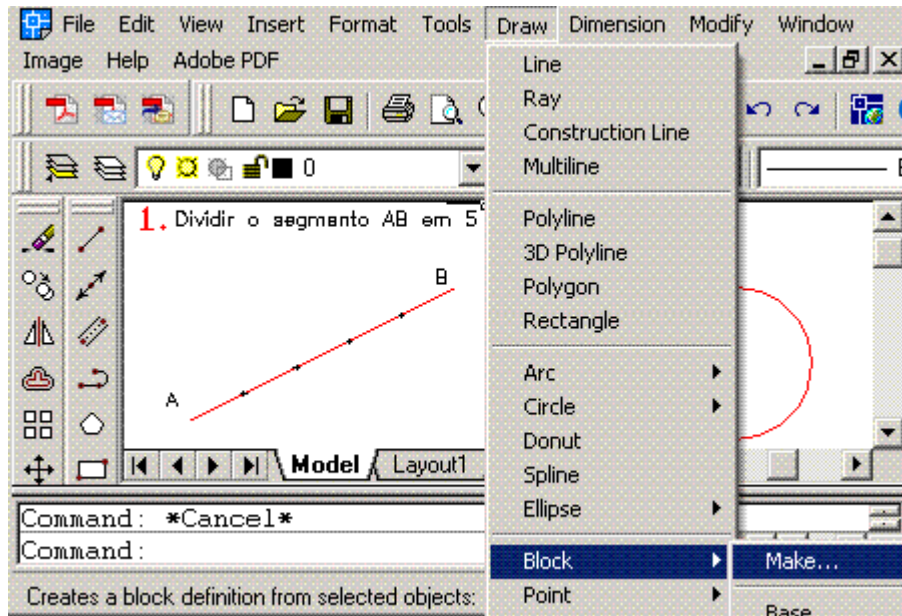 File Edit View Insert Format Tools Draw Dimension Modify Window
Image Help Adobe PDF
0
1. Dividir o segmento AB em 5
B
A
Model Layout1
Command: *Cancel*
Command:
Creates a block definition from selected objects:
Line
Ray
Construction Line
Multiline
Polyline
3D Polyline
Polygon
Rectangle
Arc
Circle
Donut
Spline
Ellipse
Block
Point
Make...
Base